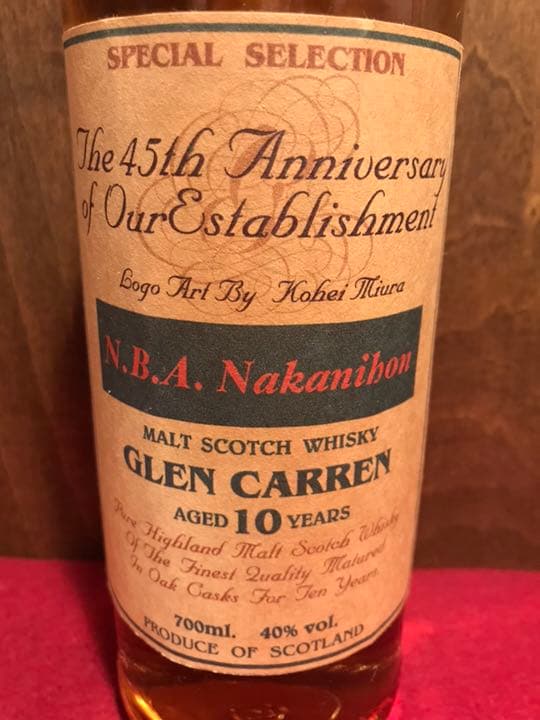 SPECIAL SELECTION
The 45th Anniversary
of Our Establishment
Logo Art By Kohei Miura
N.B.A. Nakanihon
MALT SCOTCH WHISKY
GLEN CARREN
AGED 10 YEARS
Pure Highland Malt Scotch Whisky
Of The Finest Quality Matured
In Oak Casks For Ten Years
700ml. 40% vol.
PRODUCE OF SCOTLAND